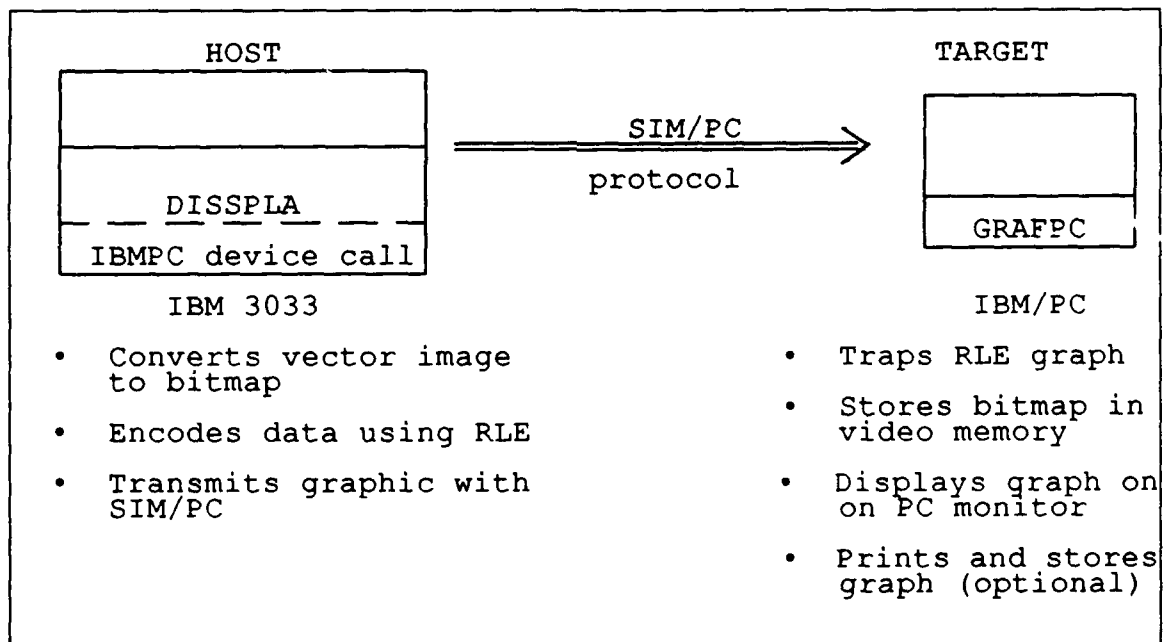 HOST
TARGET
SIM/PC
protocol
DISSPLA
IBMPC device call
GRAFPC
IBM 3033
IBM/PC
• Converts vector image
to bitmap
• Encodes data using RLE
• Transmits graphic with
SIM/PC
• Traps RLE graph
• Stores bitmap in
video memory
• Displays graph on
on PC monitor
• Prints and stores
graph (optional)